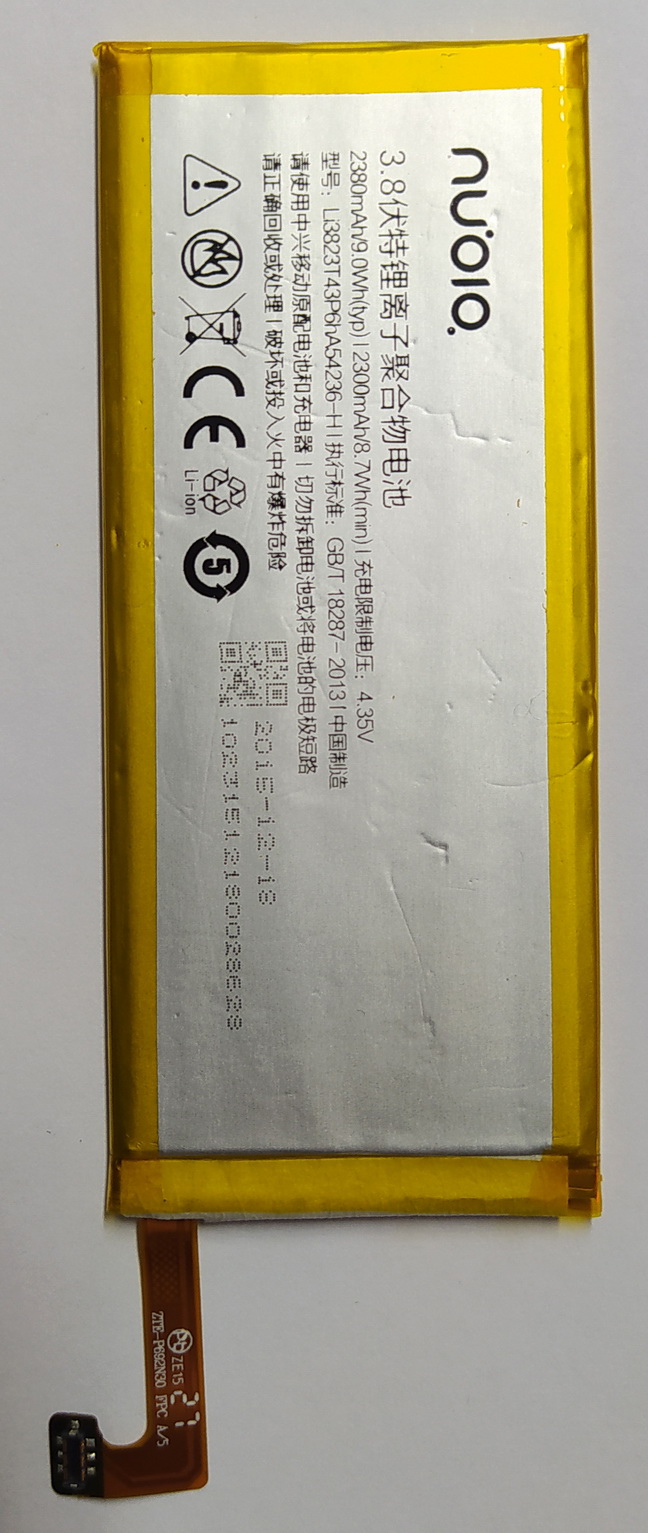 nubia
3.8伏特锂离子聚合物电池
2380mAh/9.0Wh(typ) | 2300mAh/8.7Wh(min) | 充电限制电压：4.35V
型号：Li3823T43P6hA54236-H | 执行标准：GB/T 18287-2013 | 中国制造
请使用中兴移动原配电池和充电器 | 切勿拆卸电池或将电池的电极短路
请正确回收或处理 | 破坏或投入火中有爆炸危险
CE
Li-ion
5
2015-12-18
10231512180028628
Pb
ZE15
27
ZTE-P692N30 FPC A/5